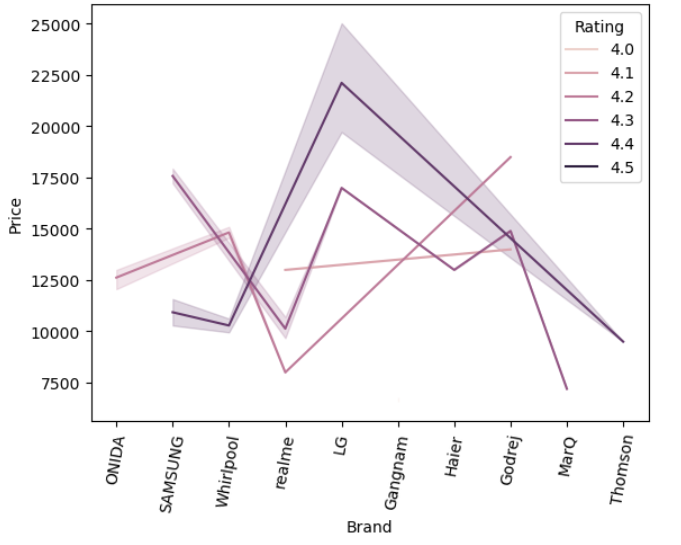 25000
22500
20000
17500
15000
12500
10000
7500
Price
Rating
4.0
4.1
4.2
4.3
4.4
4.5
ONIDA
SAMSUNG
Whirlpool
realme
LG
Gangnam
Haier
Godrej
MarQ
Thomson
Brand